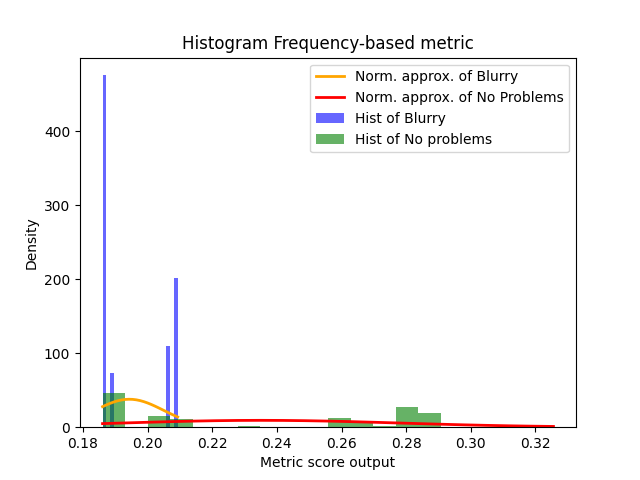 Histogram Frequency-based metric
Norm. approx. of Blurry
Norm. approx. of No Problems
Hist of Blurry
Hist of No problems
Density
400
300
200
100
0
0.18 0.20 0.22 0.24 0.26 0.28 0.30 0.32
Metric score output